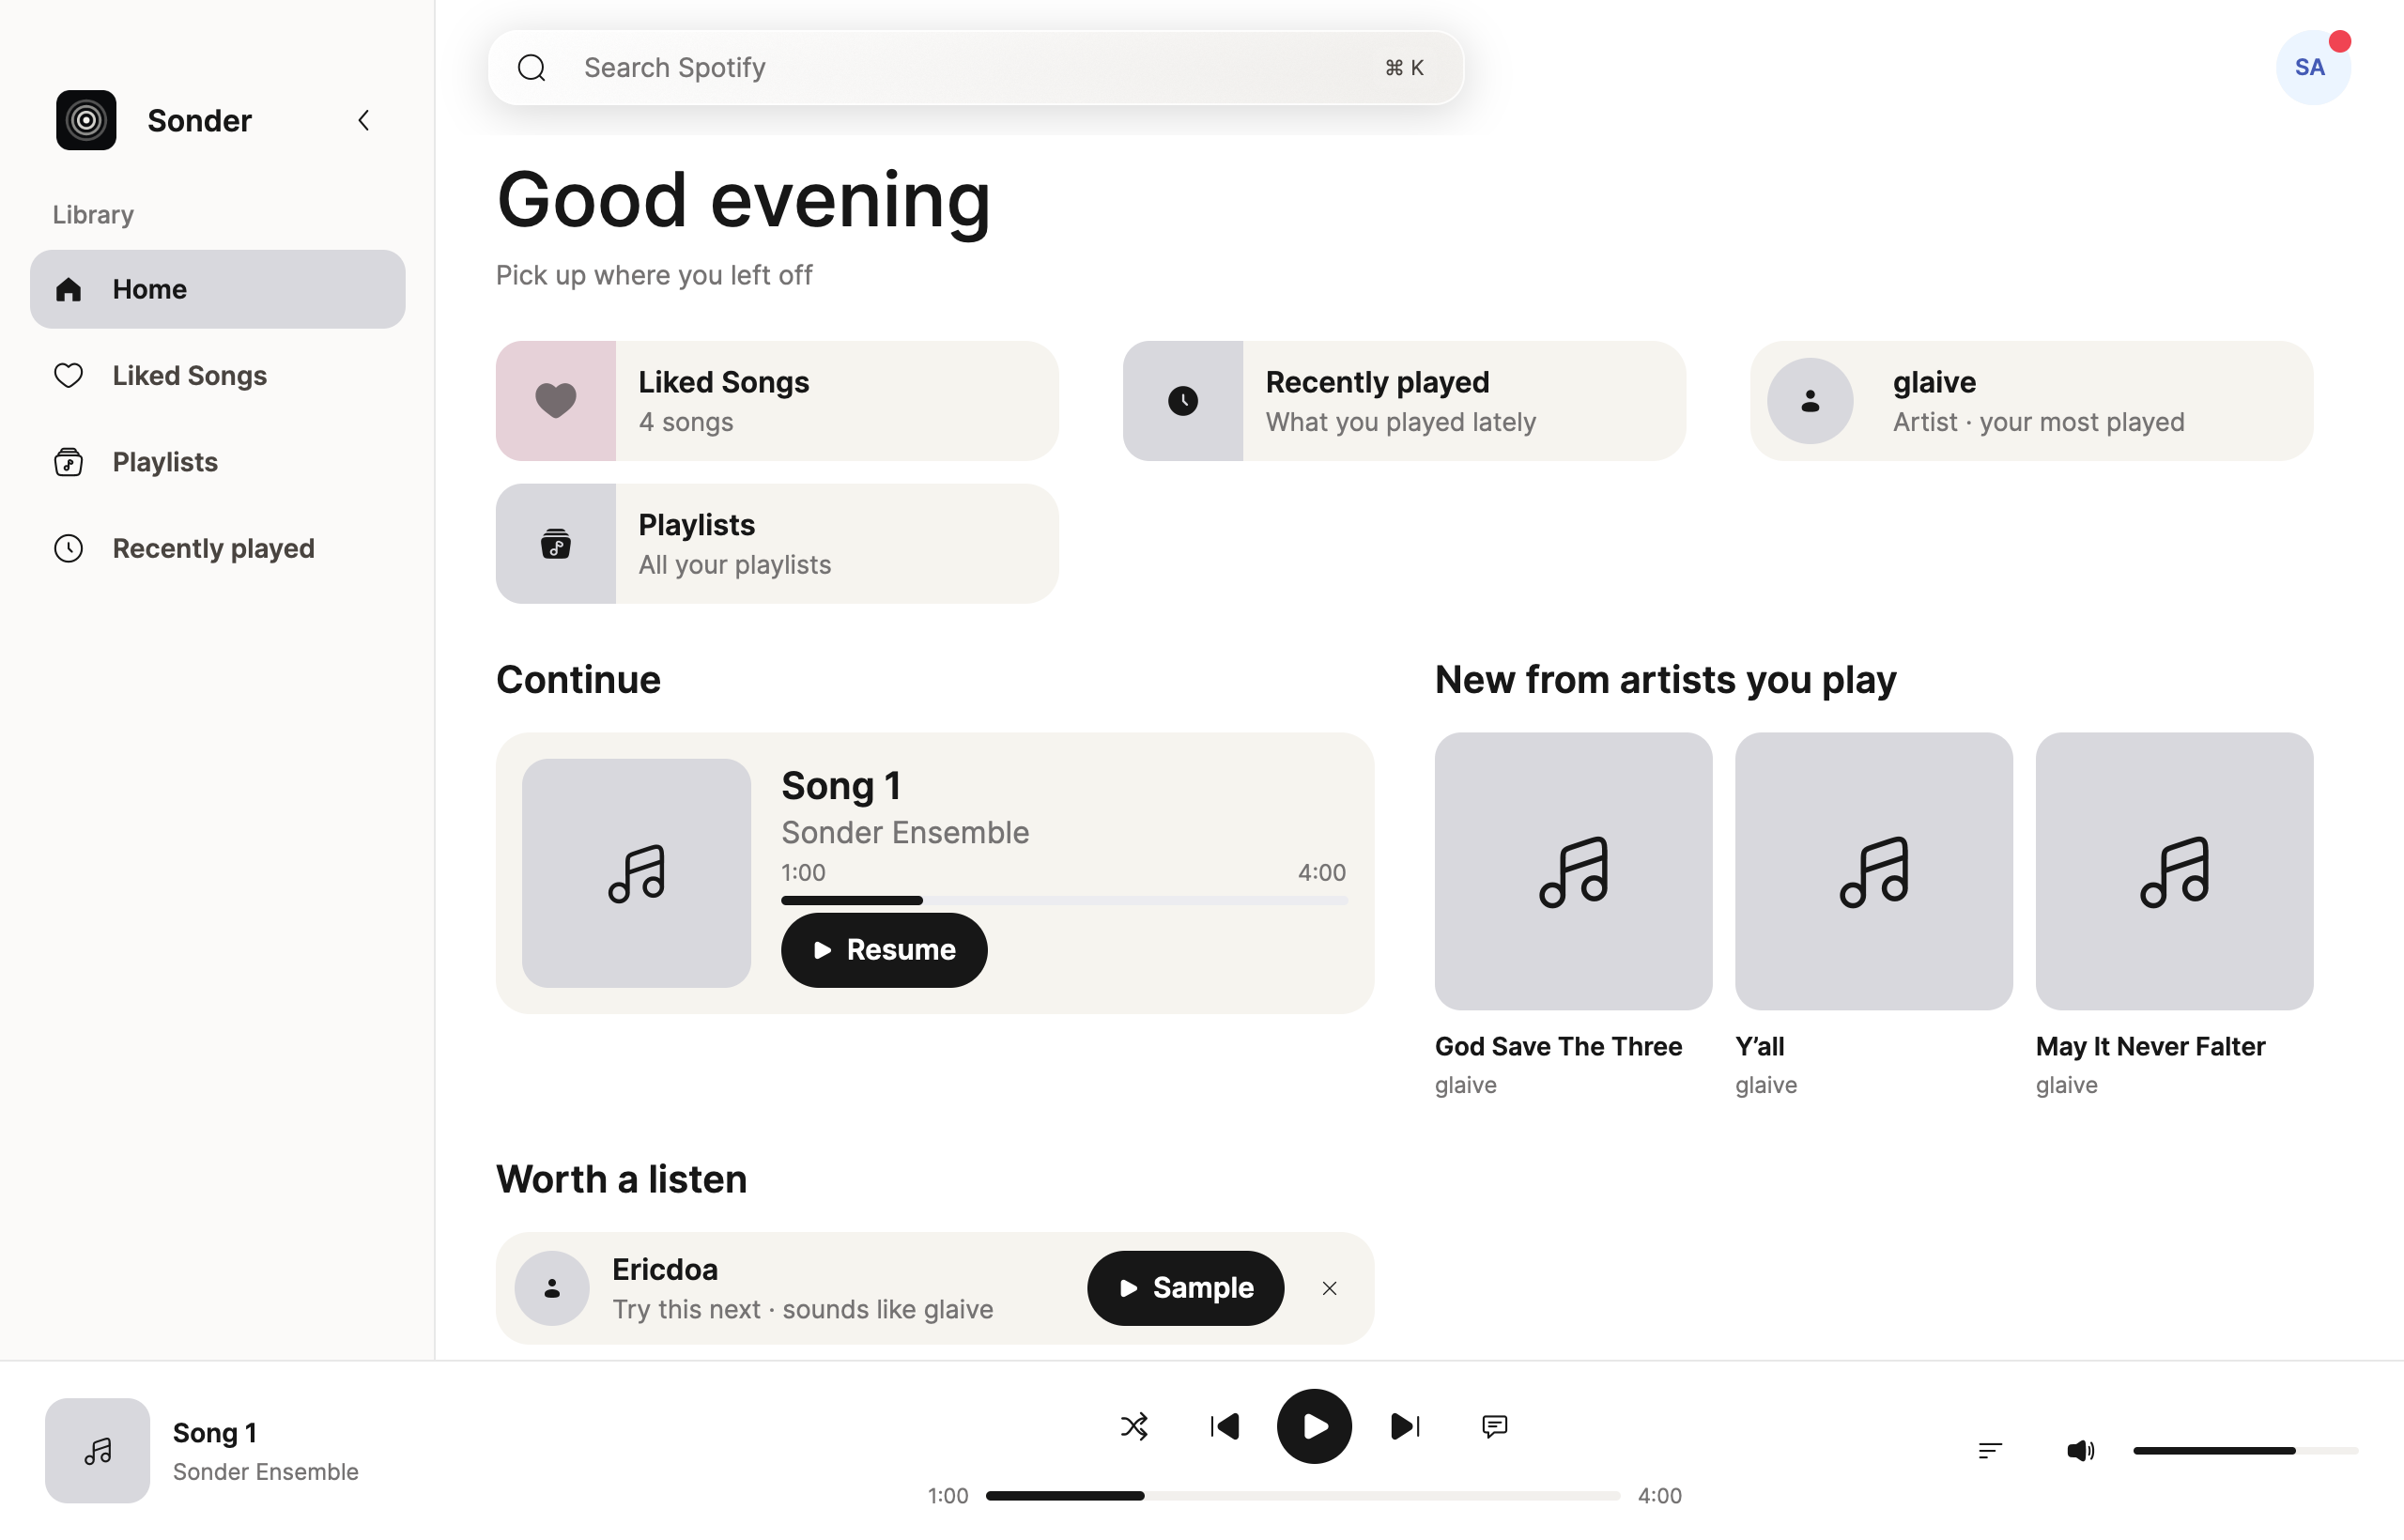 Sonder
Library
Home
Liked Songs
Playlists
Recently played
Search Spotify
⌘ K
SA
Good evening
Pick up where you left off
Liked Songs
4 songs
Recently played
What you played lately
glaive
Artist · your most played
Playlists
All your playlists
Continue
Song 1
Sonder Ensemble
1:00
4:00
Resume
New from artists you play
God Save The Three
glaive
Y’all
glaive
May It Never Falter
glaive
Worth a listen
Ericdoa
Try this next · sounds like glaive
Sample
Song 1
Sonder Ensemble
1:00
4:00